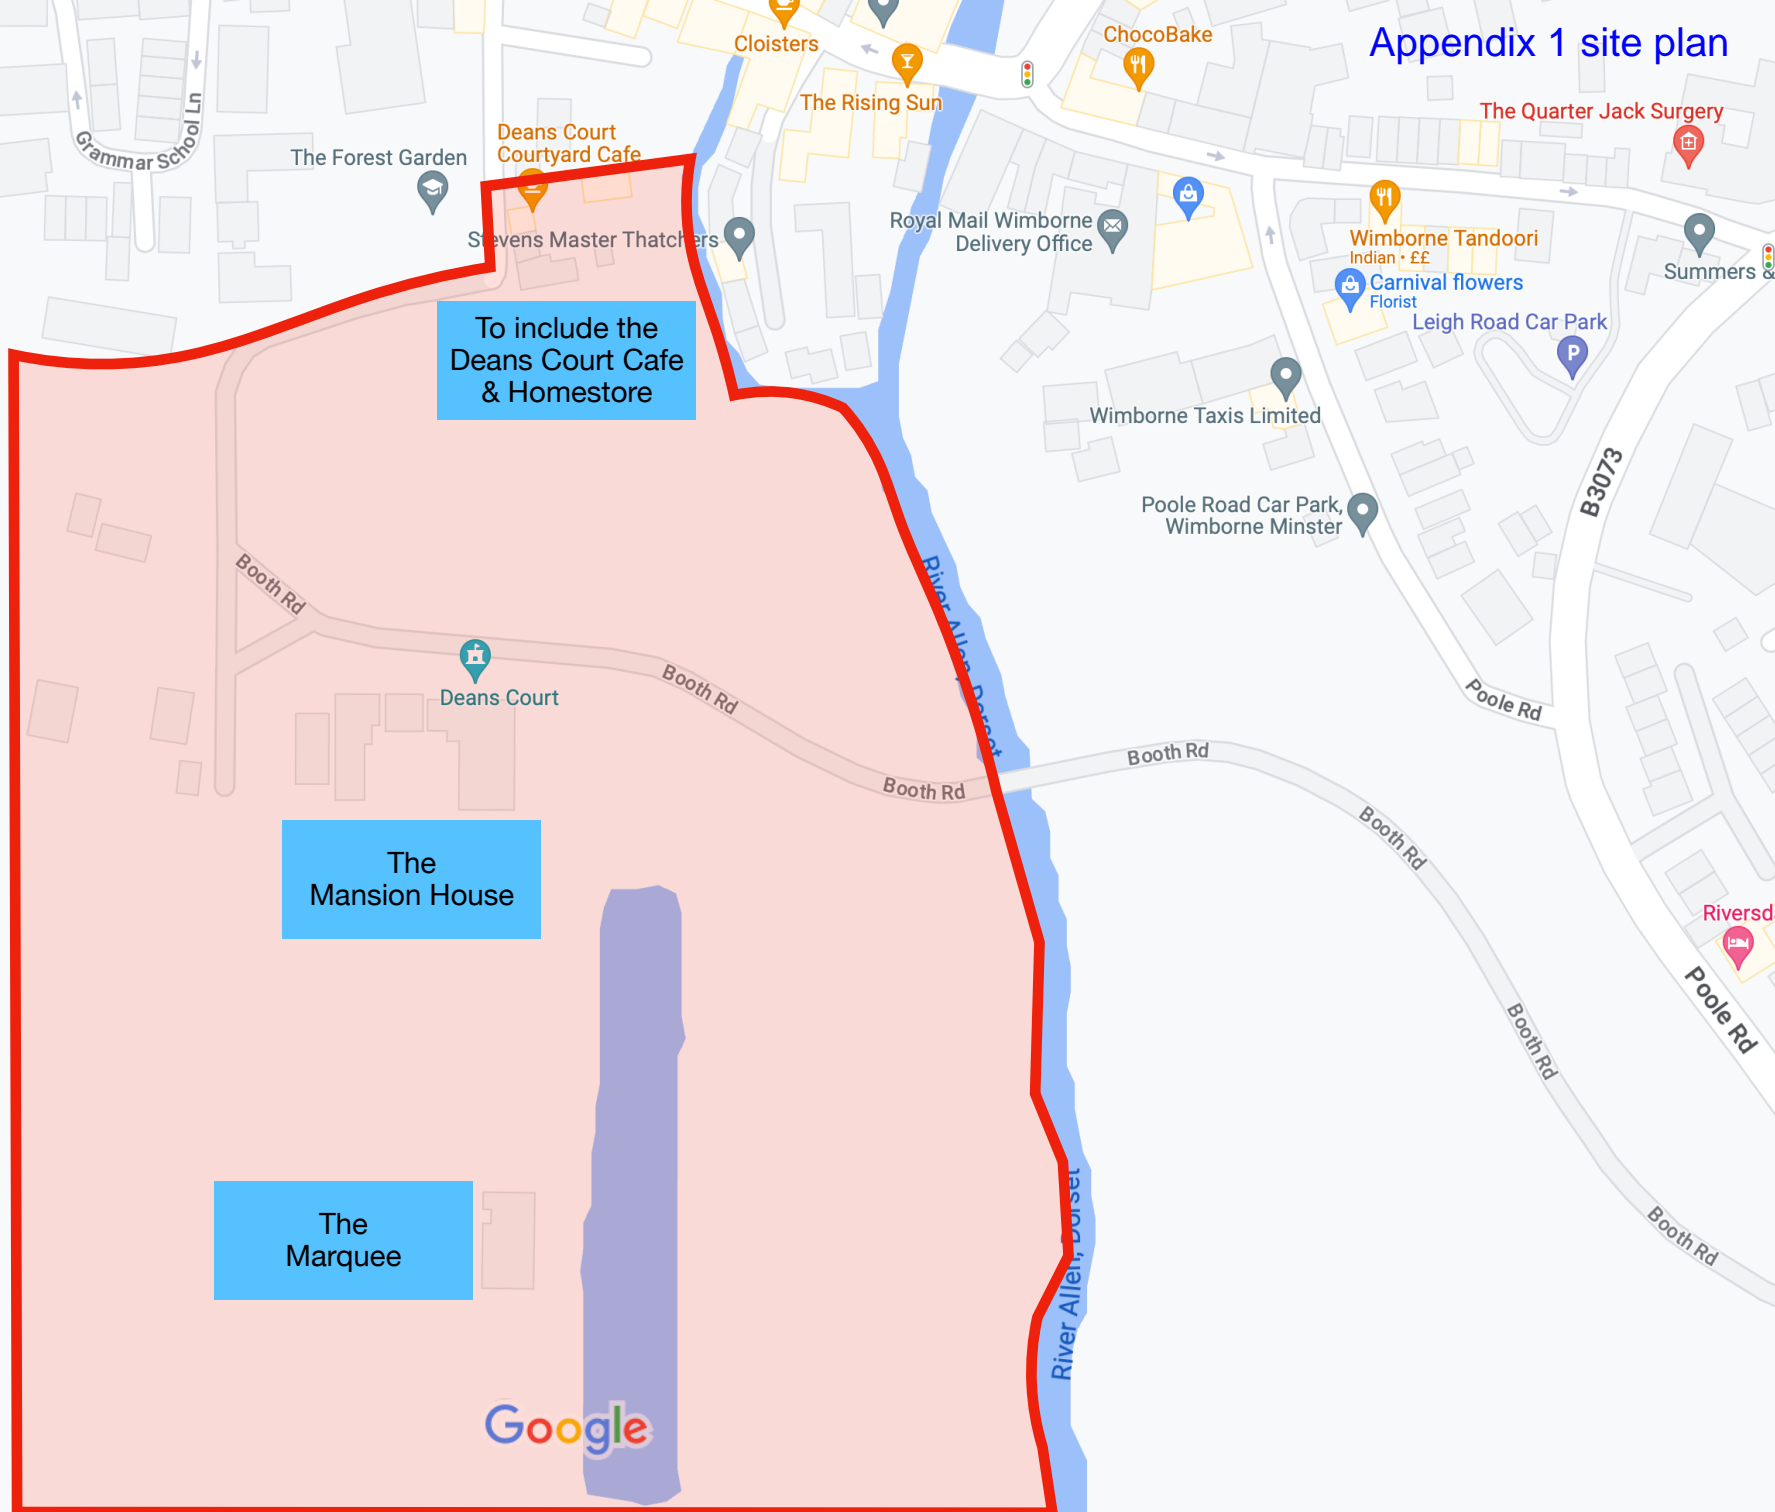 Appendix 1 site plan
Cloisters
ChocoBake
The Rising Sun
The Quarter Jack Surgery
Grammar School Ln
The Forest Garden
Deans Court
Courtyard Cafe
Stevens Master Thatchers
Royal Mail Wimborne
Delivery Office
Wimborne Tandoori
Indian • ££
Summers &
Carnival flowers
Florist
Leigh Road Car Park
P
To include the
Deans Court Cafe
& Homestore
Wimborne Taxis Limited
B3073
Poole Road Car Park,
Wimborne Minster
Booth Rd
River Allen, Dorset
Deans Court
Booth Rd
Poole Rd
Booth Rd
Booth Rd
Booth Rd
The
Mansion House
Riversd
Poole Rd
Booth Rd
The
Marquee
River Allen, Dorset
Booth Rd
Google